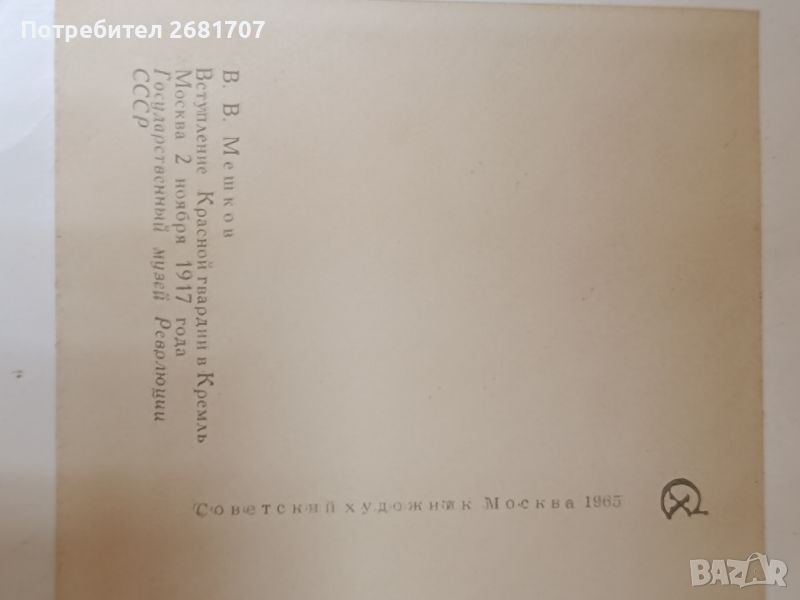 Потребител 2681707
В. В. Мешков
Вступление Красной гвардии в Кремль
Москва 2 ноября 1917 года
Государственный музей Революции
СССР
Советский художник Москва 1965
BAZAR